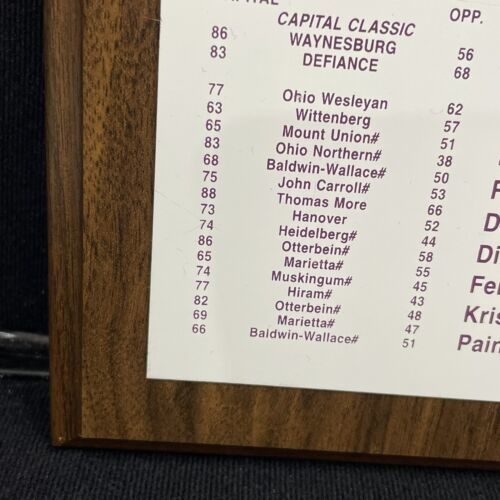 OPP.
CAPITAL CLASSIC
86 WAYNESBURG 56
83 DEFIANCE 68
77 Ohio Wesleyan 62
63 Wittenberg 57
65 Mount Union# 51
83 Ohio Northern# 38
68 Baldwin-Wallace# 50
75 John Carroll# 53
88 Thomas More 66
73 Hanover 52
74 Heidelberg# 44
86 Otterbein# 58
65 Marietta# 55
74 Muskingum# 45
77 Hiram# 43
82 Otterbein# 48
69 Marietta# 47
66 Baldwin-Wallace# 51
D
Di
Kris
Pain